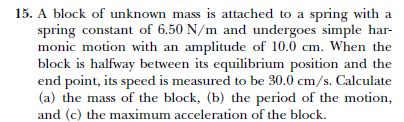 15. A block of unknown mass is attached to a spring with a
spring constant of 6.50 N/m and undergoes simple har-
monic motion with an amplitude of 10.0 cm. When the
block is halfway between its equilibrium position and the
end point, its speed is measured to be 30.0 cm/s. Calculate
(a) the mass of the block, (b) the period of the motion,
and (c) the maximum acceleration of the block.